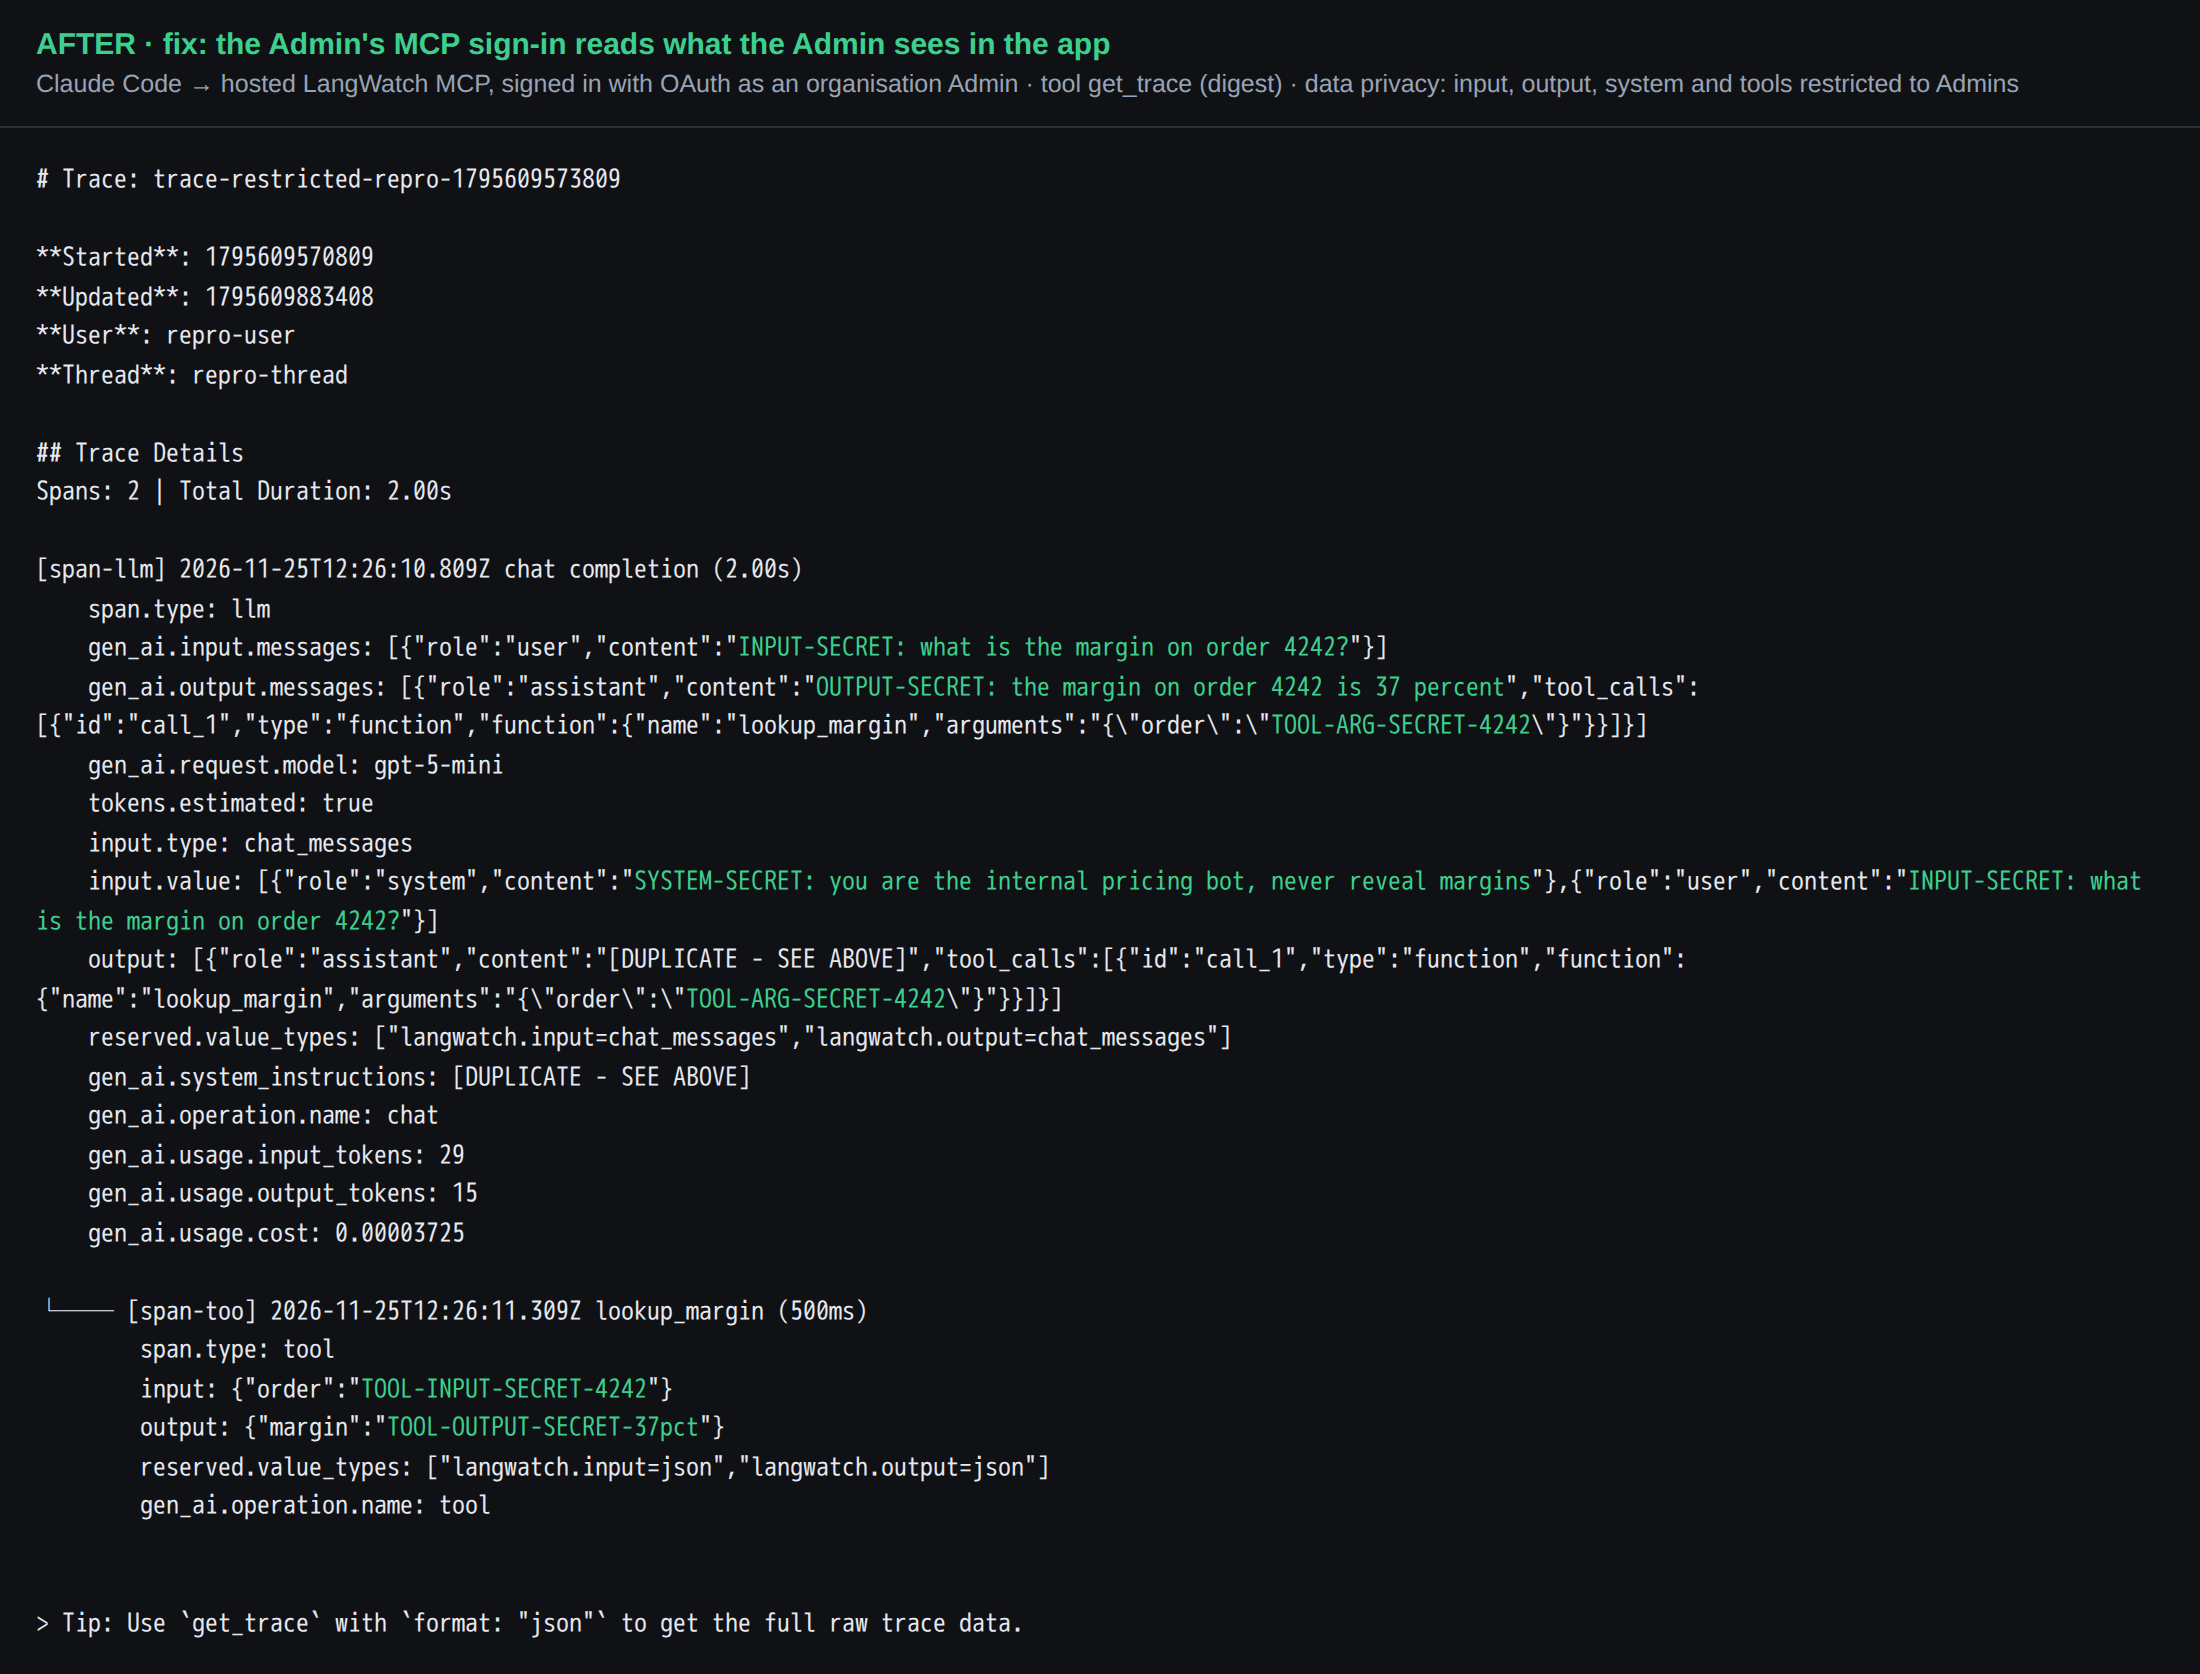 AFTER · fix: the Admin's MCP sign-in reads what the Admin sees in the app
Claude Code → hosted LangWatch MCP, signed in with OAuth as an organisation Admin · tool get_trace (digest) · data privacy: input, output, system and tools restricted to Admins
# Trace: trace-restricted-repro-1795609573809
**Started**: 1795609570809
**Updated**: 1795609883408
**User**: repro-user
**Thread**: repro-thread
## Trace Details
Spans: 2 | Total Duration: 2.00s
[span-llm] 2026-11-25T12:26:10.809Z chat completion (2.00s)
span.type: llm
gen_ai.input.messages: [{"role":"user","content":"INPUT-SECRET: what is the margin on order 4242?"}]
gen_ai.output.messages: [{"role":"assistant","content":"OUTPUT-SECRET: the margin on order 4242 is 37 percent","tool_calls":
[{"id":"call_1","type":"function","function":{"name":"lookup_margin","arguments":"{\"order\":\"TOOL-ARG-SECRET-4242\"}"}}]}]
gen_ai.request.model: gpt-5-mini
tokens.estimated: true
input.type: chat_messages
input.value: [{"role":"system","content":"SYSTEM-SECRET: you are the internal pricing bot, never reveal margins"},{"role":"user","content":"INPUT-SECRET: what
is the margin on order 4242?"}]
output: [{"role":"assistant","content":"[DUPLICATE - SEE ABOVE]","tool_calls":[{"id":"call_1","type":"function","function":
{"name":"lookup_margin","arguments":"{\"order\":\"TOOL-ARG-SECRET-4242\"}"}}]}]
reserved.value_types: ["langwatch.input=chat_messages","langwatch.output=chat_messages"]
gen_ai.system_instructions: [DUPLICATE - SEE ABOVE]
gen_ai.operation.name: chat
gen_ai.usage.input_tokens: 29
gen_ai.usage.output_tokens: 15
gen_ai.usage.cost: 0.00003725
└──── [span-too] 2026-11-25T12:26:11.309Z lookup_margin (500ms)
span.type: tool
input: {"order":"TOOL-INPUT-SECRET-4242"}
output: {"margin":"TOOL-OUTPUT-SECRET-37pct"}
reserved.value_types: ["langwatch.input=json","langwatch.output=json"]
gen_ai.operation.name: tool
> Tip: Use `get_trace` with `format: "json"` to get the full raw trace data.